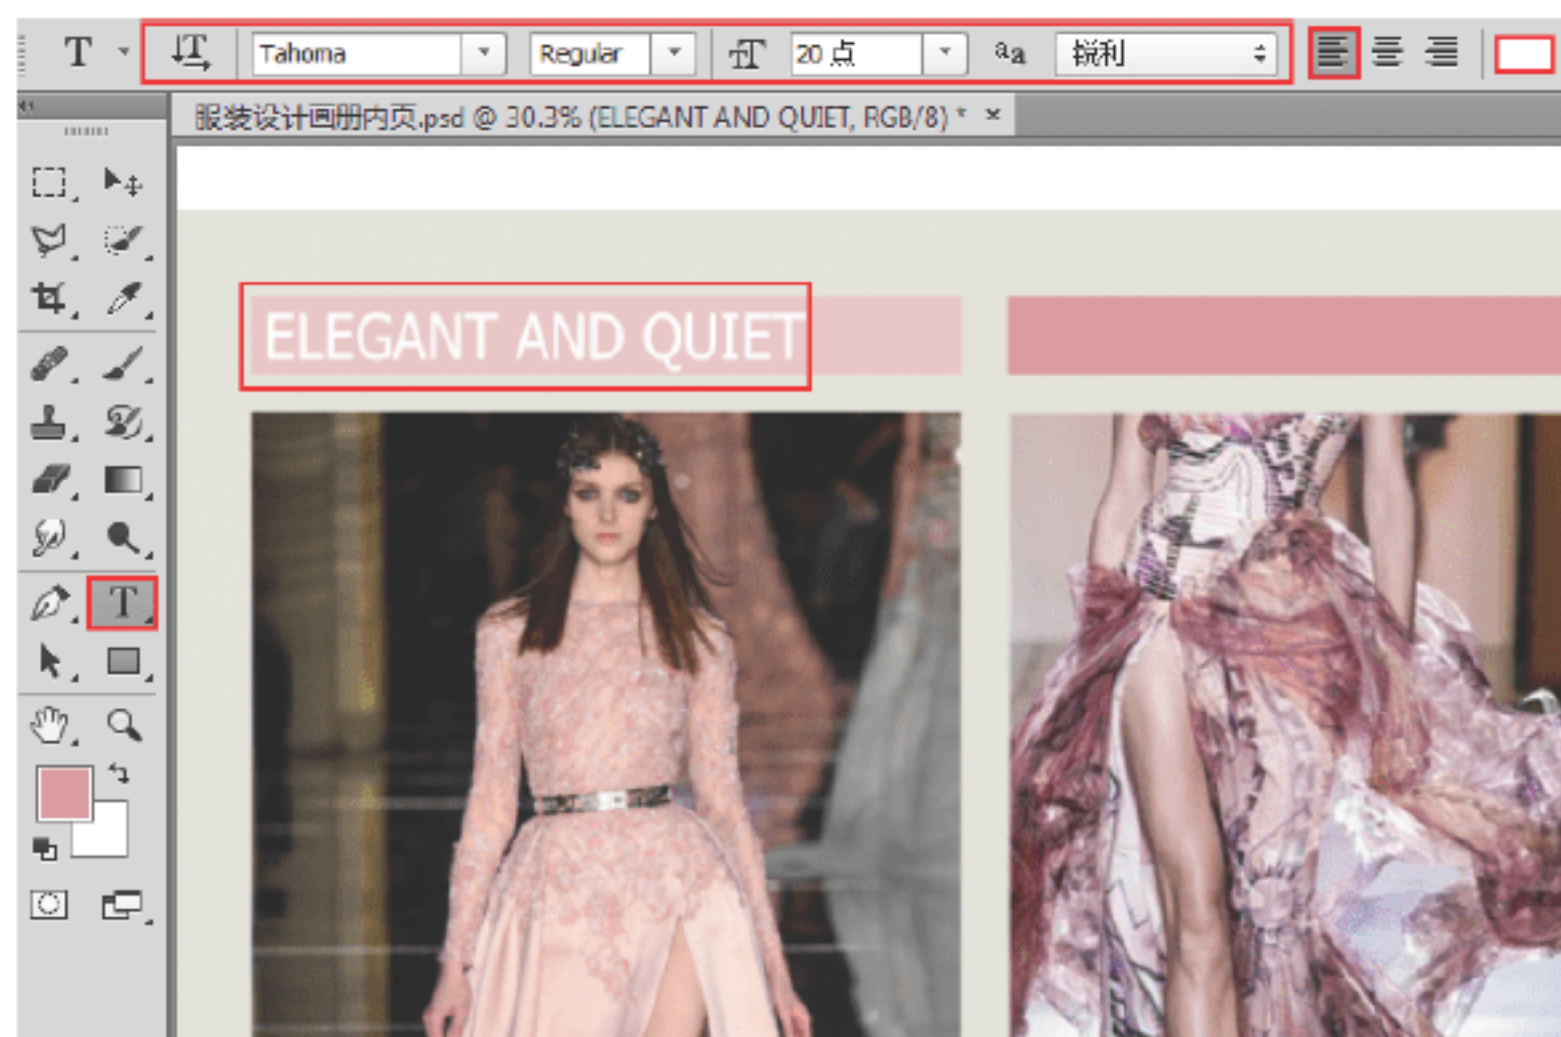 T T Tahoma Regular T 20 点 aa 锐利
服装设计画册内页.psd @ 30.3% (ELEGANT AND QUIET, RGB/8) * ×
ELEGANT AND QUIET
T